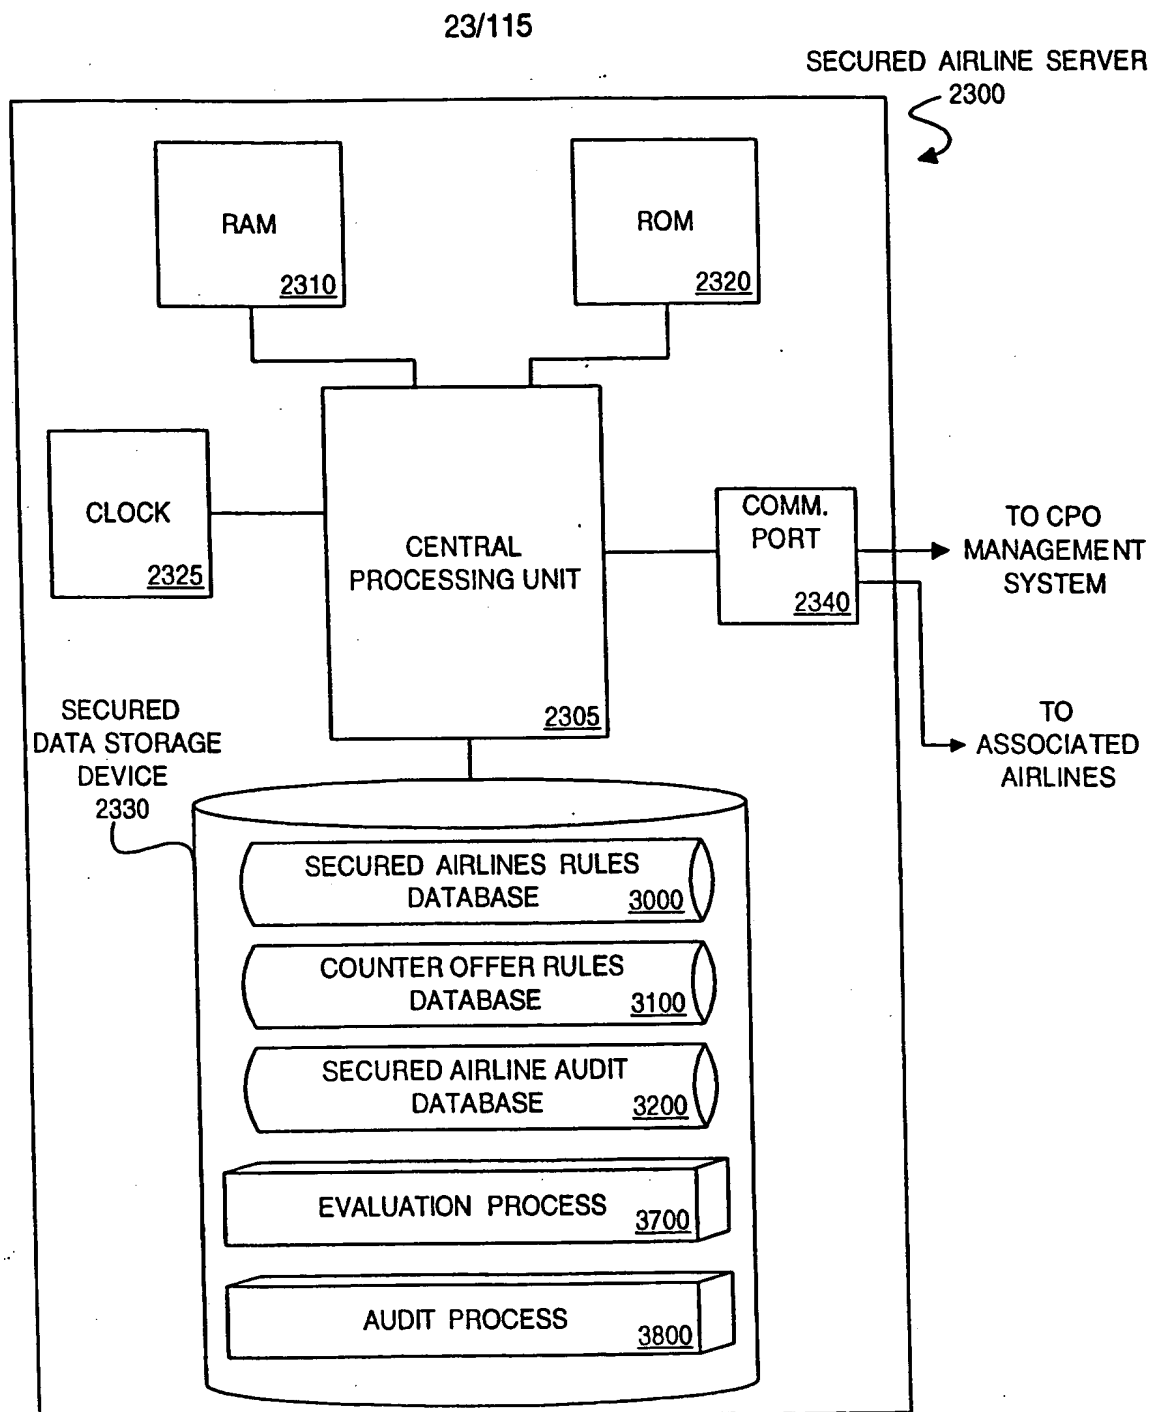 23/115
SECURED AIRLINE SERVER
2300
RAM
2310
ROM
2320
CLOCK
2325
CENTRAL
PROCESSING UNIT
2305
COMM.
PORT
2340
TO CPO
MANAGEMENT
SYSTEM
TO
ASSOCIATED
AIRLINES
SECURED
DATA STORAGE
DEVICE
2330
SECURED AIRLINES RULES
DATABASE 3000
COUNTER OFFER RULES
DATABASE 3100
SECURED AIRLINE AUDIT
DATABASE 3200
EVALUATION PROCESS 3700
AUDIT PROCESS 3800